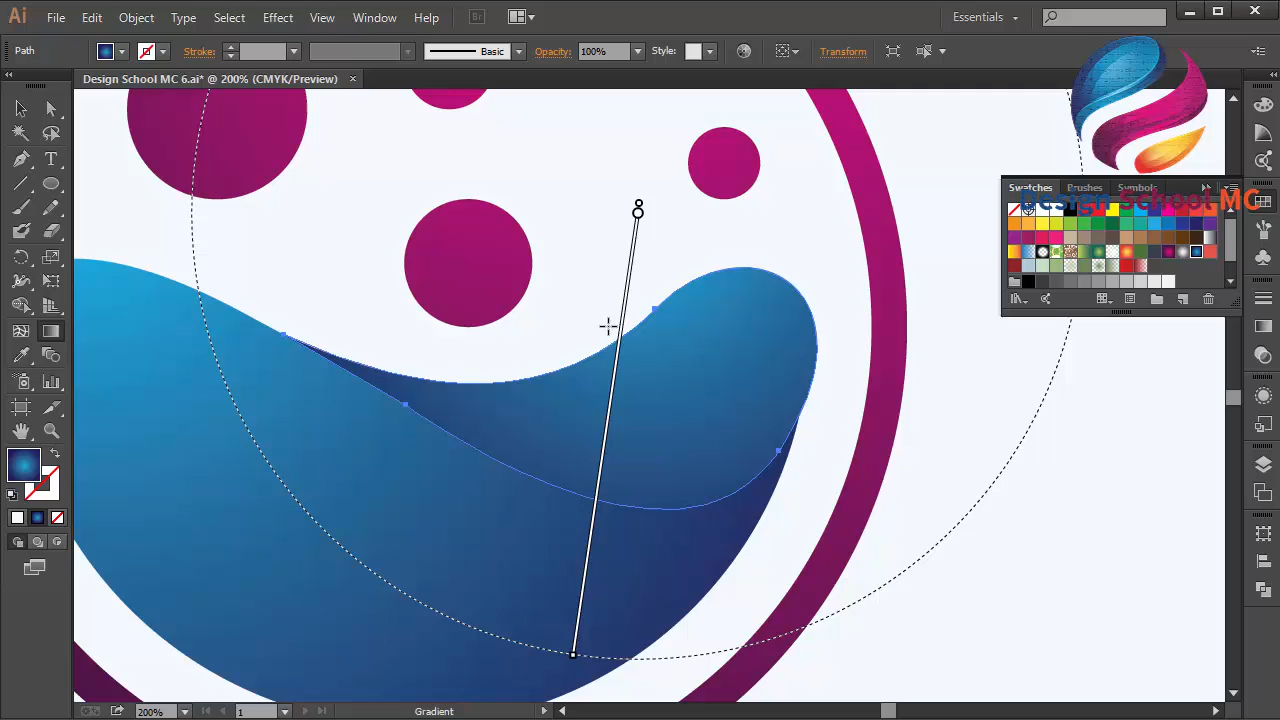 Ai File Edit Object Type Select Effect View Window Help Br Essentials
Path Stroke: Basic Opacity: 100% Style: Transform
Design School MC 6.ai* @ 200% (CMYK/Preview)
Swatches Brushes Symbols
Design School MC
T
200% 1 Gradient